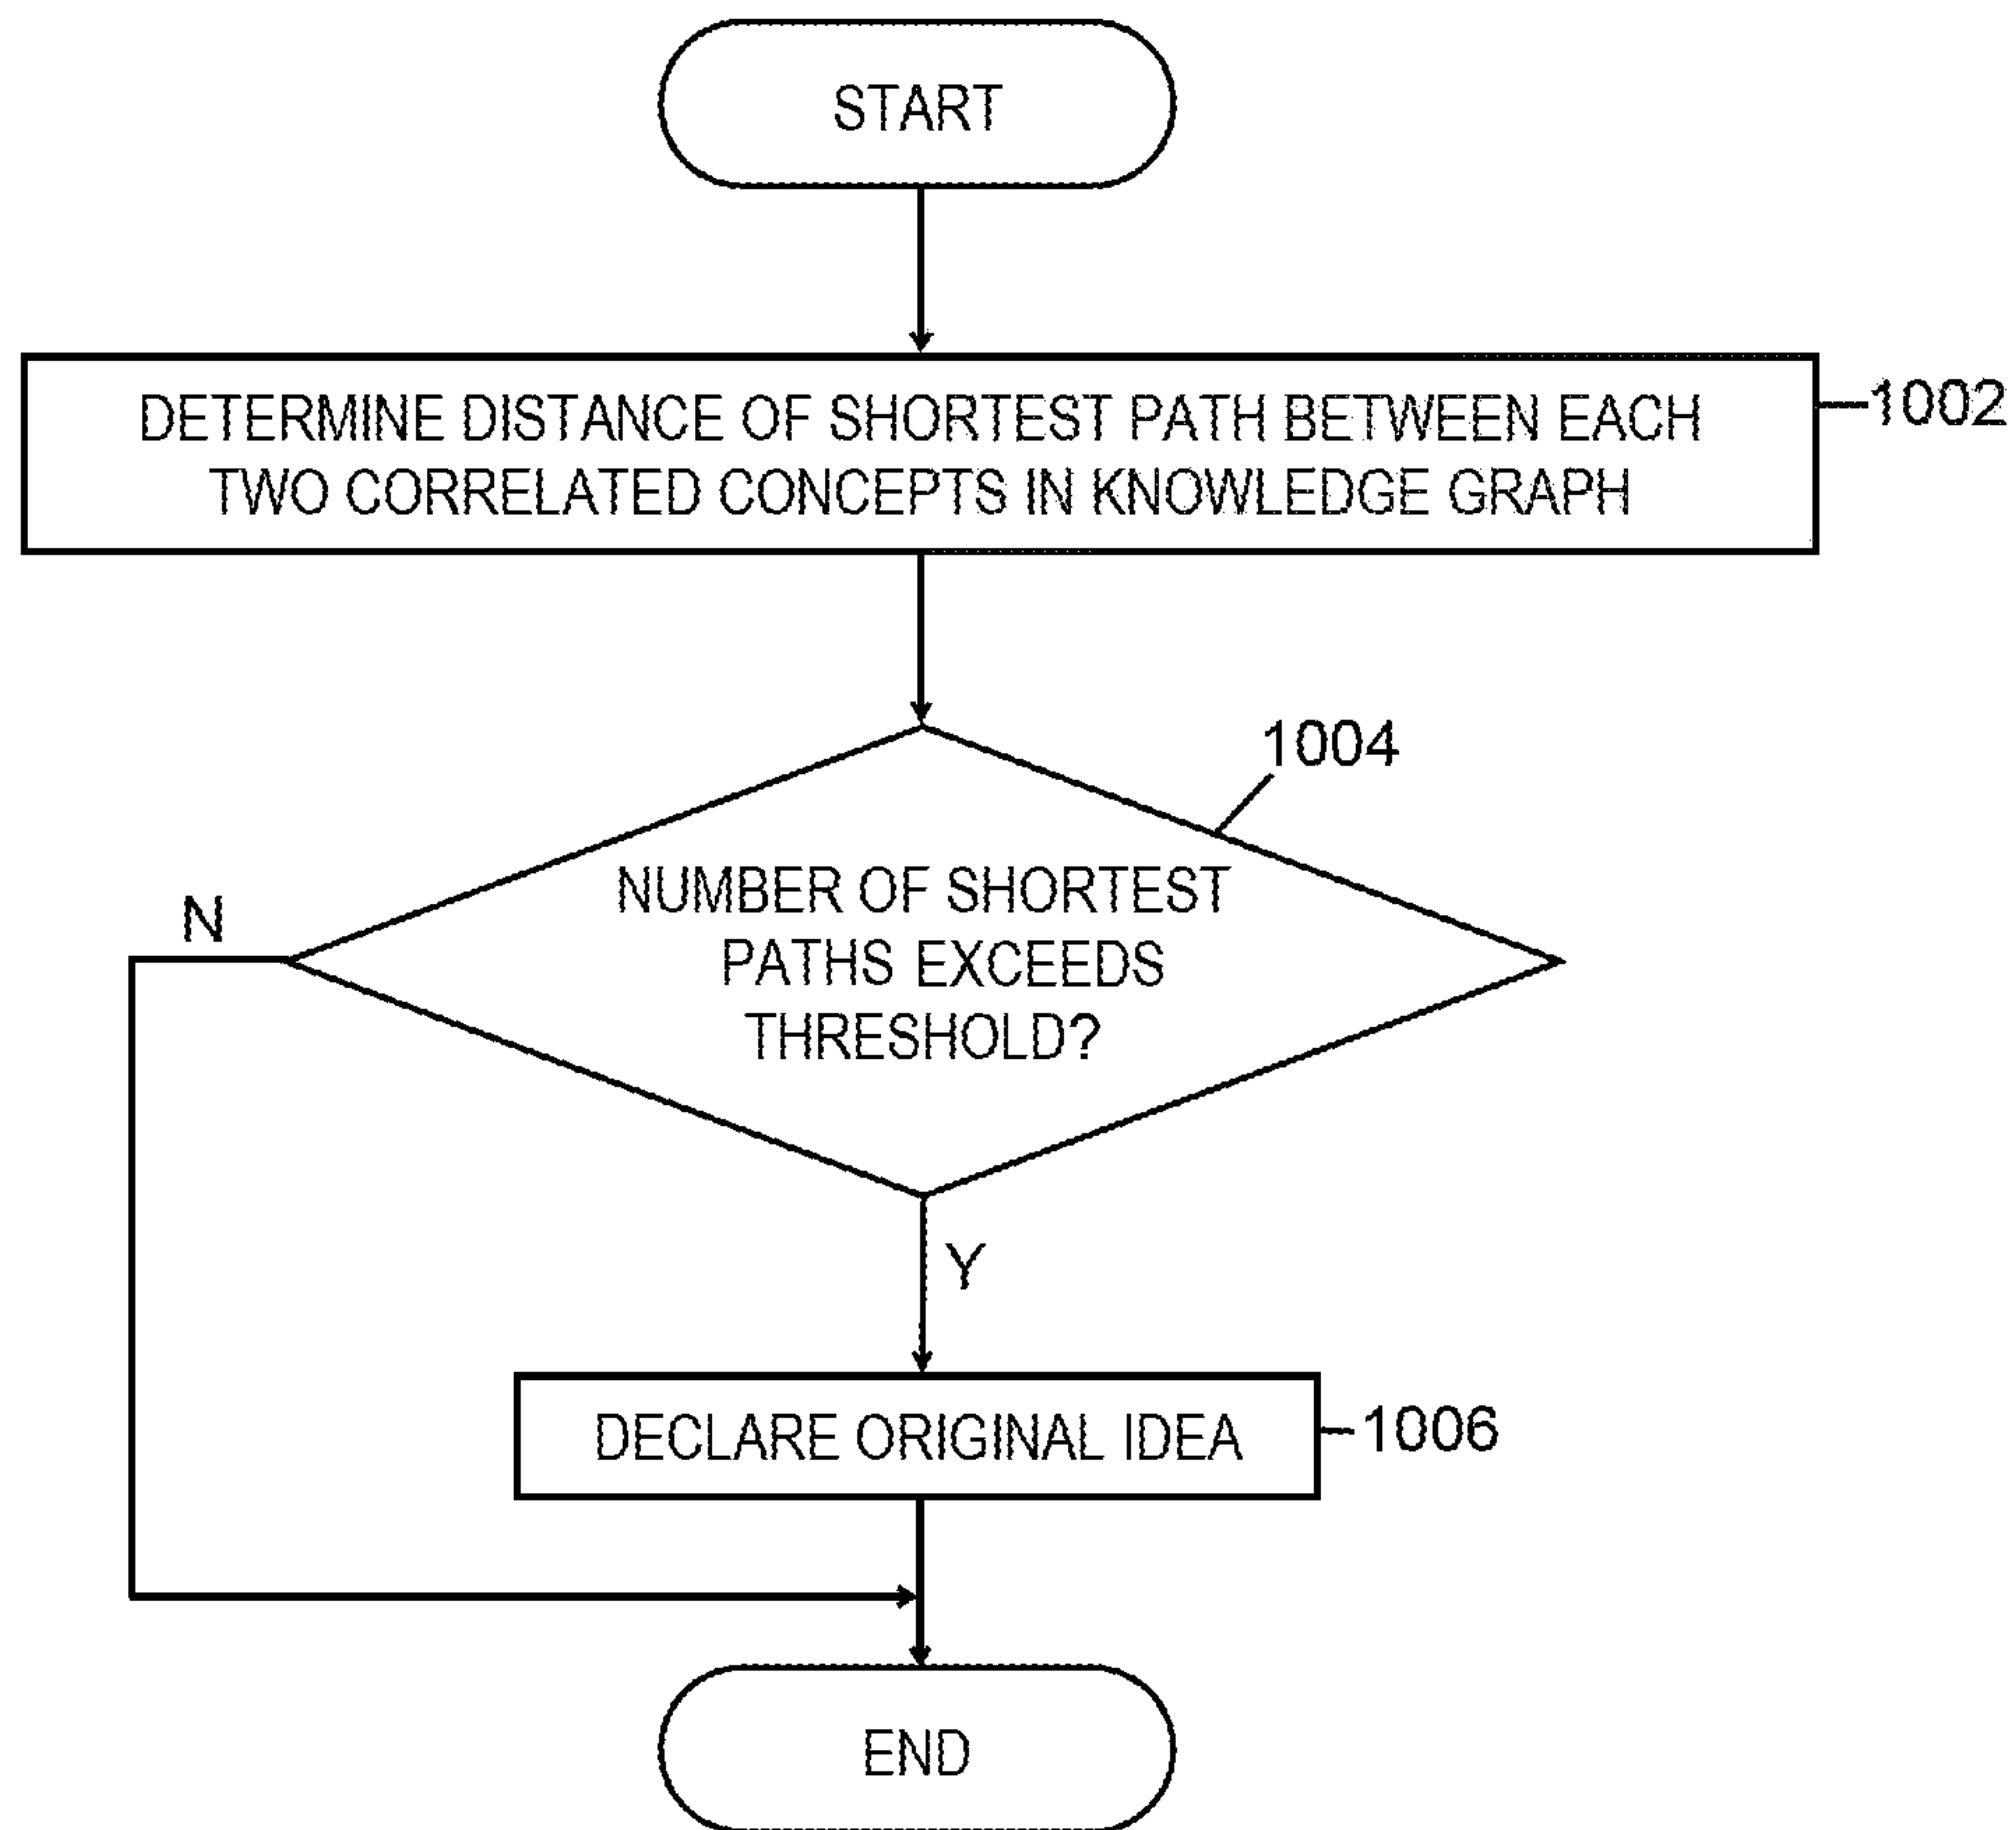 START
DETERMINE DISTANCE OF SHORTEST PATH BETWEEN EACH
TWO CORRELATED CONCEPTS IN KNOWLEDGE GRAPH
1002
1004
NUMBER OF SHORTEST
PATHS EXCEEDS
THRESHOLD?
N
Y
DECLARE ORIGINAL IDEA
1006
END